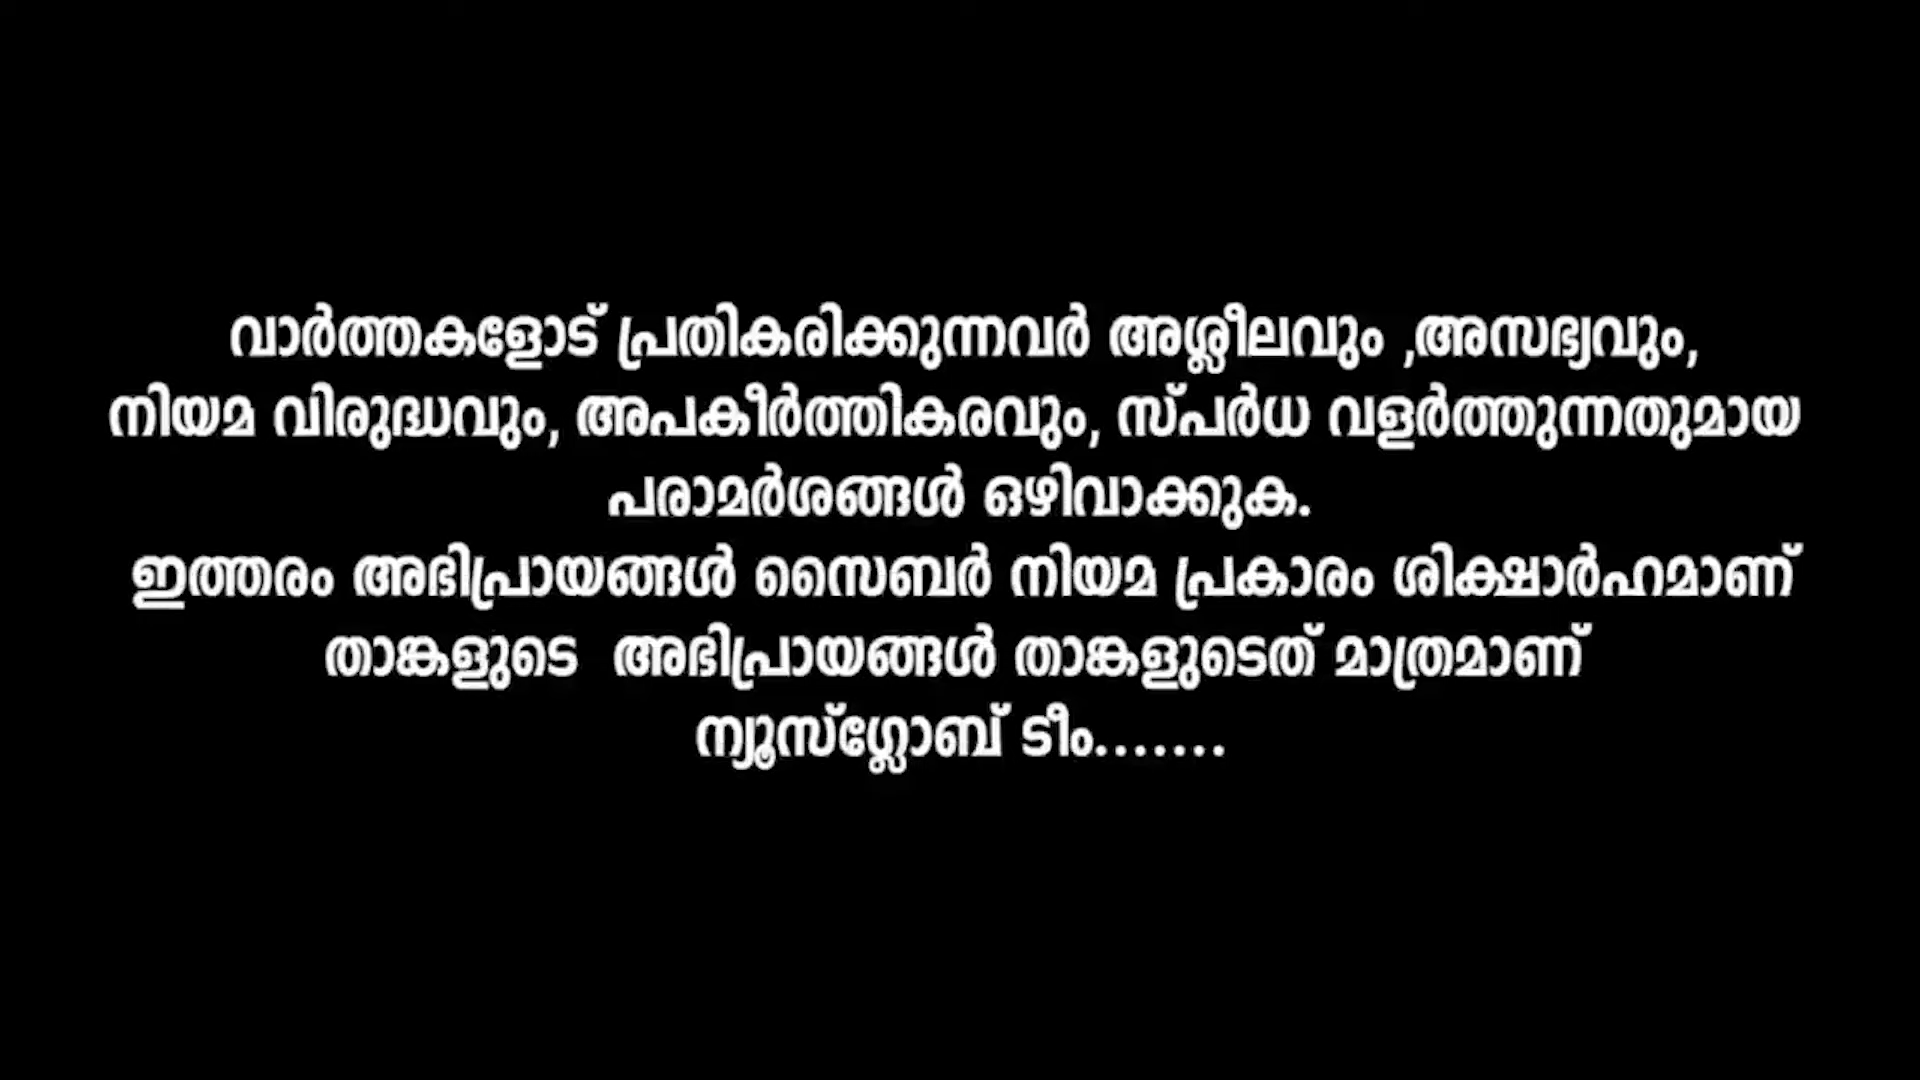 വാർത്തകളോട് പ്രതികരിക്കുന്നവർ അശ്ലീലവും ,അസഭ്യവും,
നിയമ വിരുദ്ധവും, അപകീർത്തികരവും, സ്പർധ വളർത്തുന്നതുമായ
പരാമർശങ്ങൾ ഒഴിവാക്കുക.
ഇത്തരം അഭിപ്രായങ്ങൾ സൈബർ നിയമ പ്രകാരം ശിക്ഷാർഹമാണ്
താങ്കളുടെ അഭിപ്രായങ്ങൾ താങ്കളുടെത് മാത്രമാണ്
ന്യൂസ്ഗ്ലോബ് ടീം.......